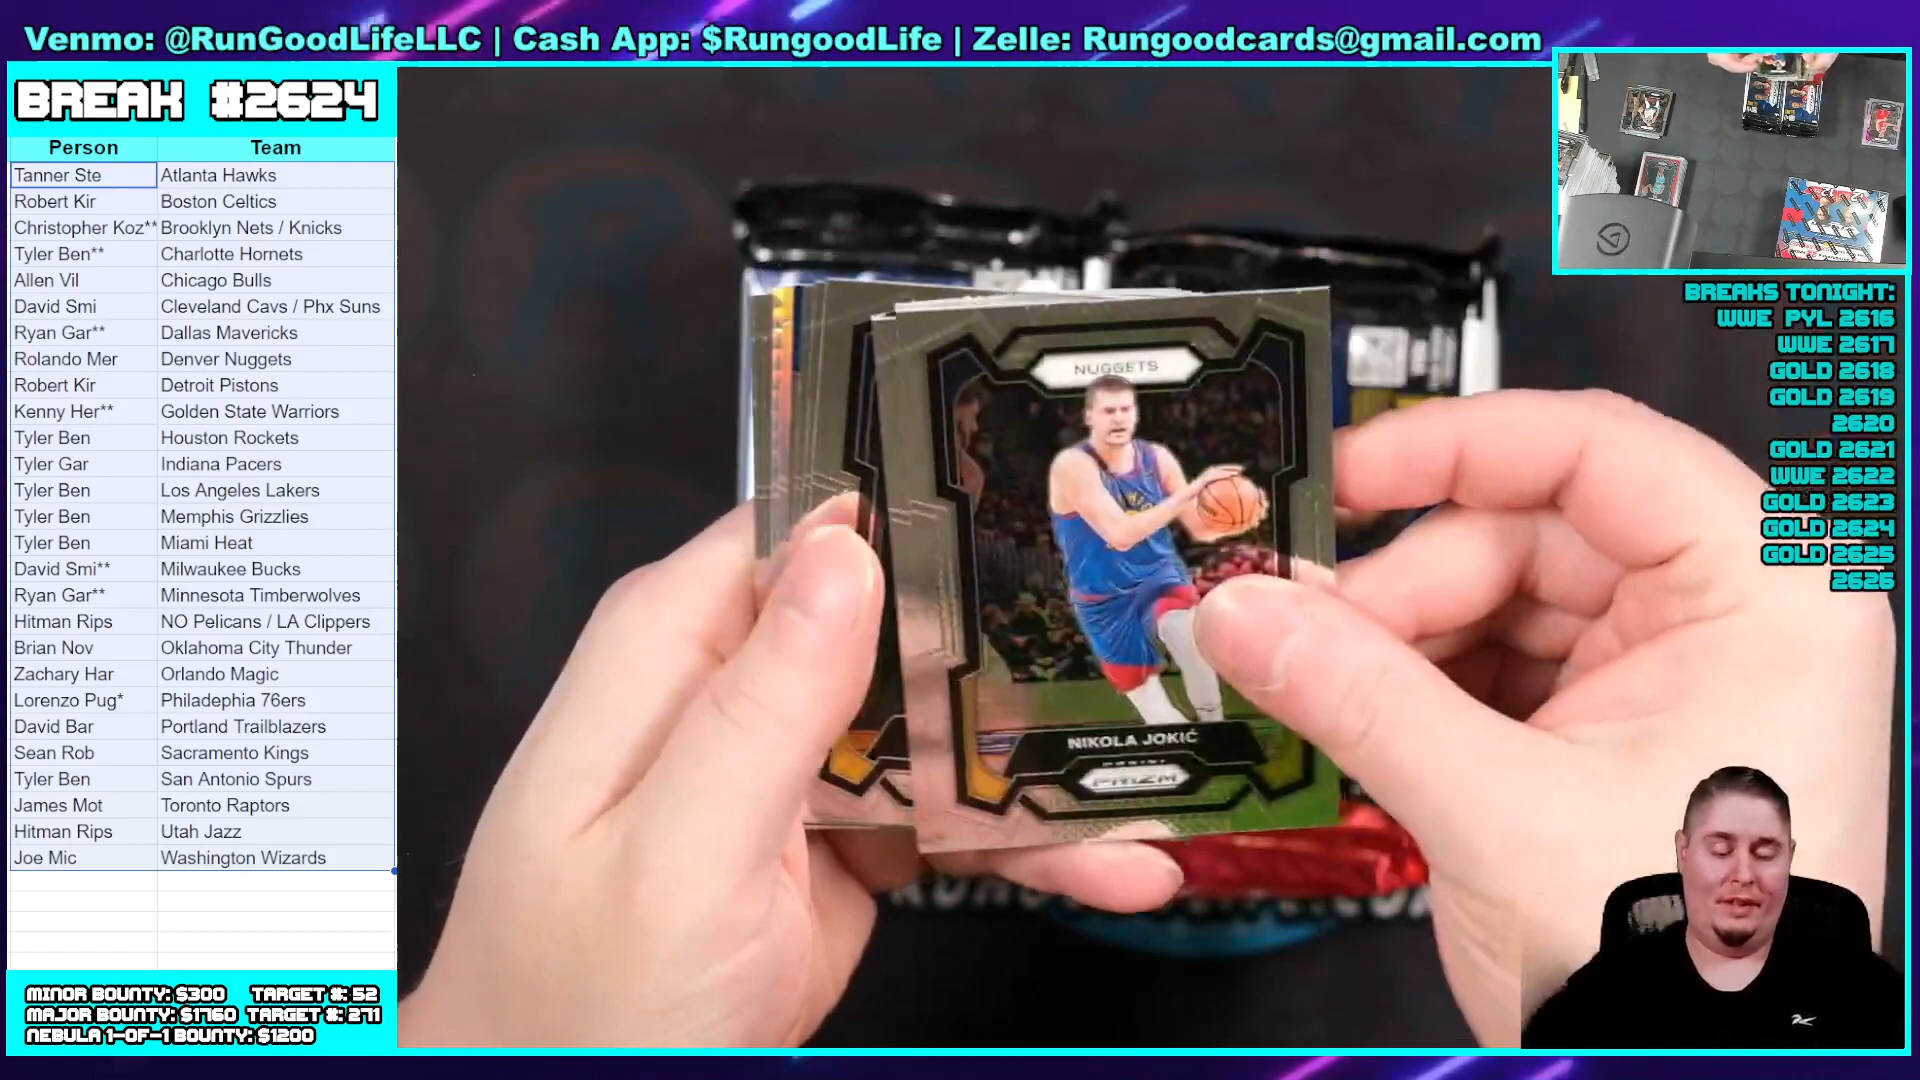 Venmo: @RunGoodLifeLLC | Cash App: $RungoodLife | Zelle: Rungoodcards@gmail.com
BREAK #2624
Person Team
Tanner Ste Atlanta Hawks
Robert Kir Boston Celtics
Christopher Koz** Brooklyn Nets / Knicks
Tyler Ben** Charlotte Hornets
Allen Vil Chicago Bulls
David Smi Cleveland Cavs / Phx Suns
Ryan Gar** Dallas Mavericks
Rolando Mer Denver Nuggets
Robert Kir Detroit Pistons
Kenny Her** Golden State Warriors
Tyler Ben Houston Rockets
Tyler Gar Indiana Pacers
Tyler Ben Los Angeles Lakers
Tyler Ben Memphis Grizzlies
Tyler Ben Miami Heat
David Smi** Milwaukee Bucks
Ryan Gar** Minnesota Timberwolves
Hitman Rips NO Pelicans / LA Clippers
Brian Nov Oklahoma City Thunder
Zachary Har Orlando Magic
Lorenzo Pug* Philadephia 76ers
David Bar Portland Trailblazers
Sean Rob Sacramento Kings
Tyler Ben San Antonio Spurs
James Mot Toronto Raptors
Hitman Rips Utah Jazz
Joe Mic Washington Wizards
MINOR BOUNTY: $300 TARGET #: 52
MAJOR BOUNTY: $1760 TARGET #: 271
NEBULA 1-OF-1 BOUNTY: $1200
NUGGETS
NIKOLA JOKIĆ
PANINI
PRIZM
BREAKS TONIGHT:
WWE PYL 2616
WWE 2617
GOLD 2618
GOLD 2619
2620
GOLD 2621
WWE 2622
GOLD 2623
GOLD 2624
GOLD 2625
2626